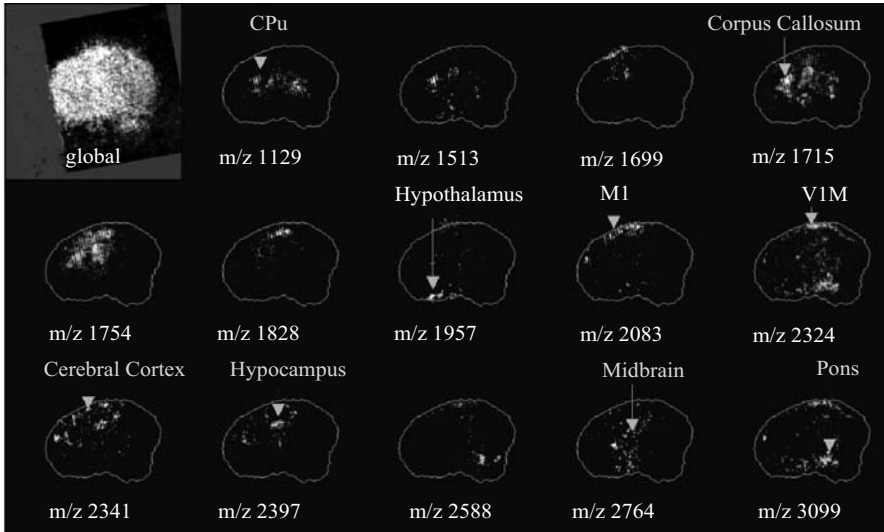 CPu
Corpus Callosum
global
m/z 1129
m/z 1513
m/z 1699
m/z 1715
Hypothalamus
M1
V1M
m/z 1754
m/z 1828
m/z 1957
m/z 2083
m/z 2324
Cerebral Cortex
Hypocampus
Midbrain
Pons
m/z 2341
m/z 2397
m/z 2588
m/z 2764
m/z 3099